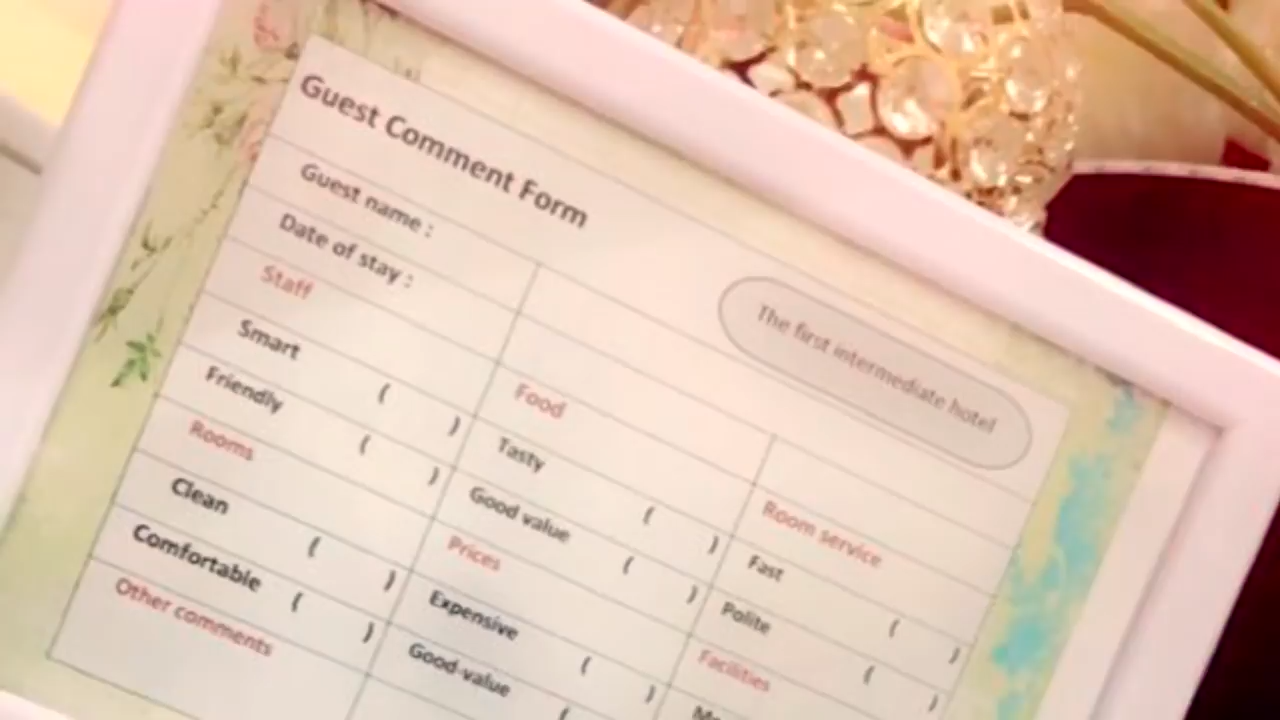 Guest Comment Form
The first intermediate hotel
Guest name :
Date of stay :
Staff Food Room service
Smart ( ) Tasty ( ) Fast ( )
Friendly ( ) Good value ( ) Polite ( )
Rooms Prices Facilities
Clean ( ) Expensive ( )
Comfortable ( ) Good-value (
Other comments